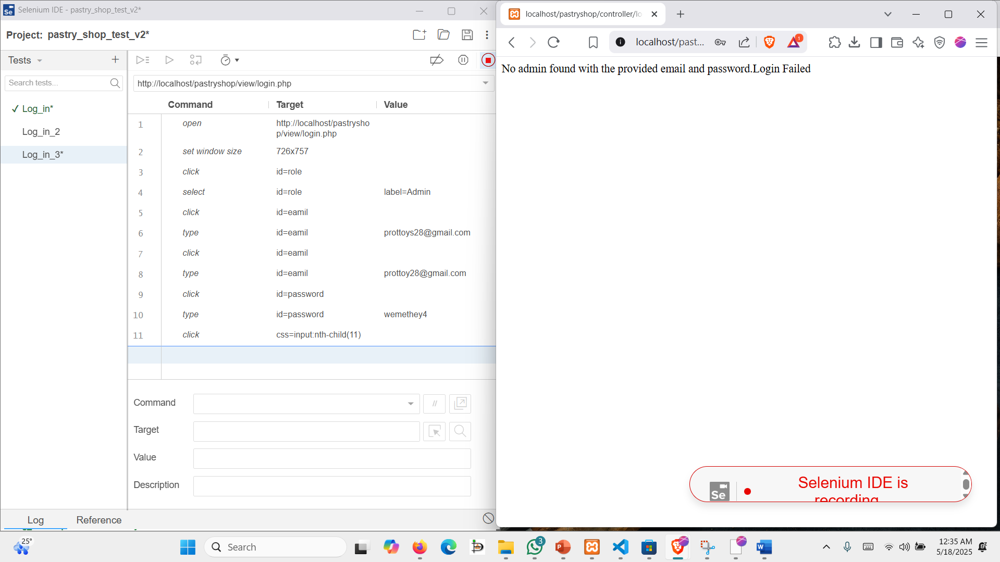 Selenium IDE - pastry_shop_test_v2*
Project: pastry_shop_test_v2*
Tests
Search tests...
✓ Log_in*
Log_in_2
Log_in_3*
http://localhost/pastryshop/view/login.php
Command Target Value
1 open http://localhost/pastrysho
p/view/login.php
2 set window size 726x757
3 click id=role
4 select id=role label=Admin
5 click id=eamil
6 type id=eamil prottoys28@gmail.com
7 click id=eamil
8 type id=eamil prottoy28@gmail.com
9 click id=password
10 type id=password wemethey4
11 click css=input:nth-child(11)
Command
//
Target
Value
Description
Log Reference
localhost/pastryshop/controller/lo
localhost/past...
1
No admin found with the provided email and password.Login Failed
Se
Selenium IDE is
recording
25°
Search
3
12:35 AM
5/18/2025